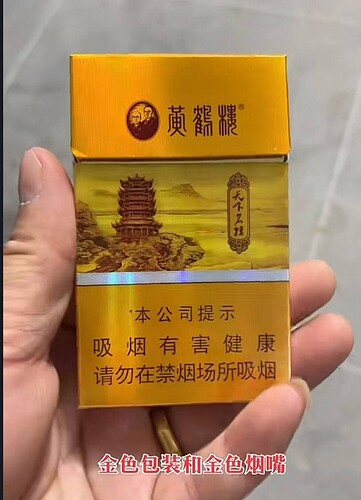 黄鹤楼®
天下名楼
本公司提示
吸烟有害健康
请勿在禁烟场所吸烟
金色包装和金色烟嘴